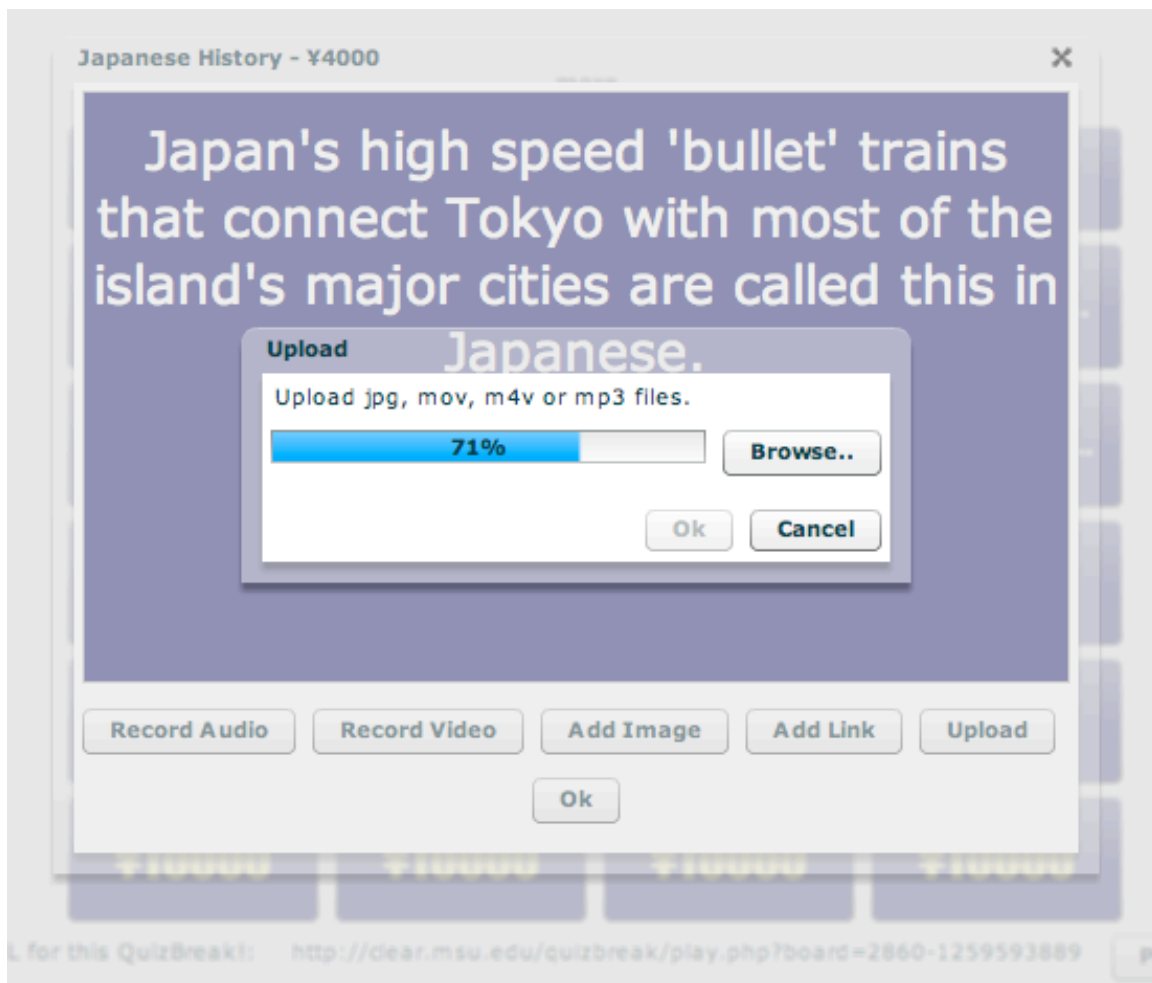 Japanese History - ¥4000
Japan's high speed 'bullet' trains
that connect Tokyo with most of the
island's major cities are called this in
Japanese.
Upload
Upload jpg, mov, m4v or mp3 files.
71%
Browse..
Ok
Cancel
Record Audio
Record Video
Add Image
Add Link
Upload
Ok
¥10000
¥10000
¥10000
¥10000
for this QuizBreak!: http://clear.msu.edu/quizbreak/play.php?board=2860-1259593889